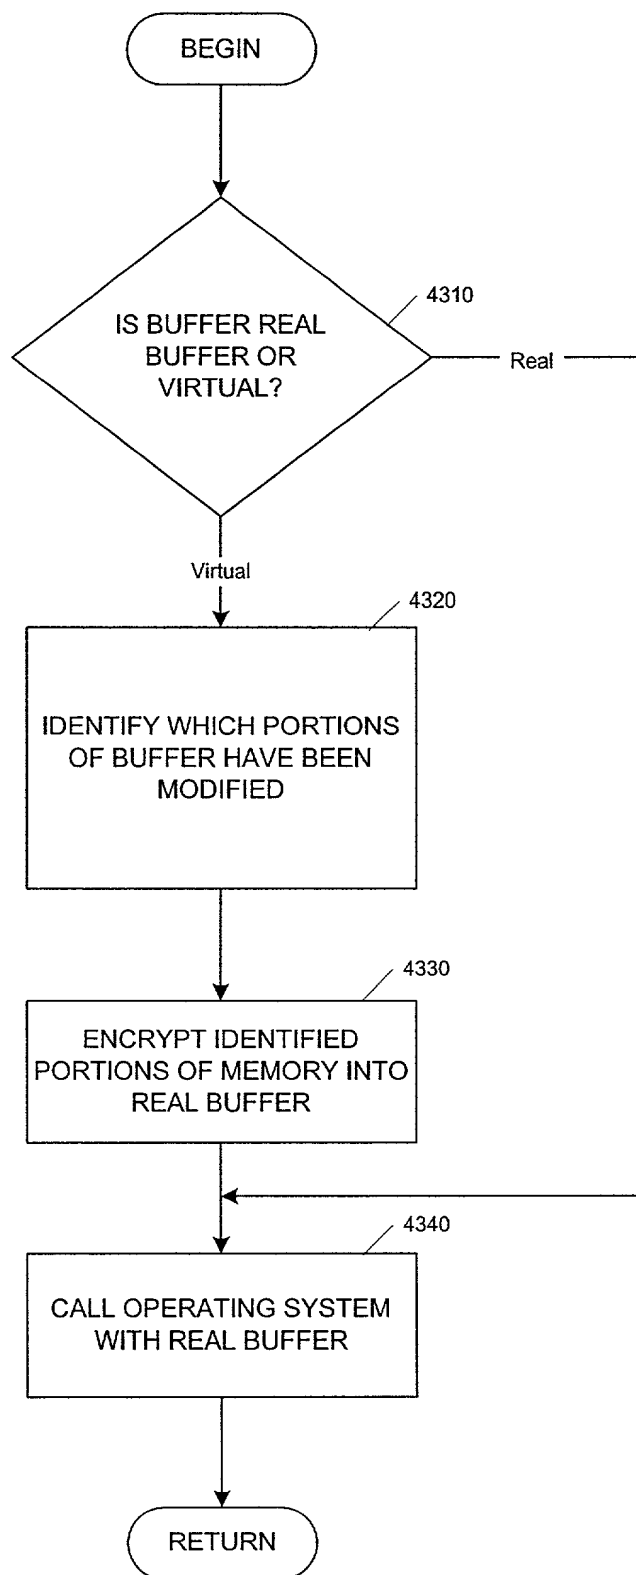 BEGIN
4310
IS BUFFER REAL
BUFFER OR
VIRTUAL?
Real
Virtual
4320
IDENTIFY WHICH PORTIONS
OF BUFFER HAVE BEEN
MODIFIED
4330
ENCRYPT IDENTIFIED
PORTIONS OF MEMORY INTO
REAL BUFFER
4340
CALL OPERATING SYSTEM
WITH REAL BUFFER
RETURN